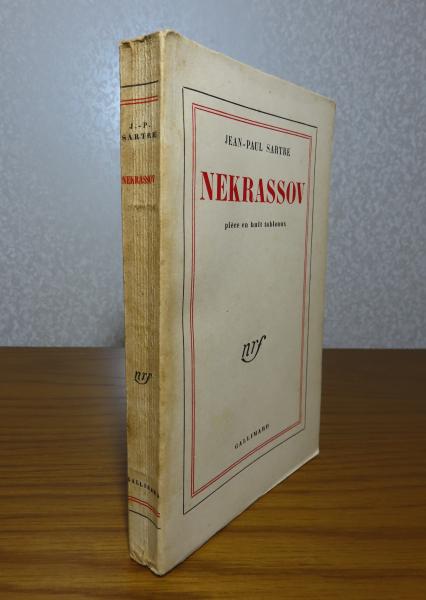 J.-P.
SARTRE
NEKRASSOV
nrf
GALLIMARD
JEAN-PAUL SARTRE
NEKRASSOV
pièce en huit tableaux
nrf
GALLIMARD